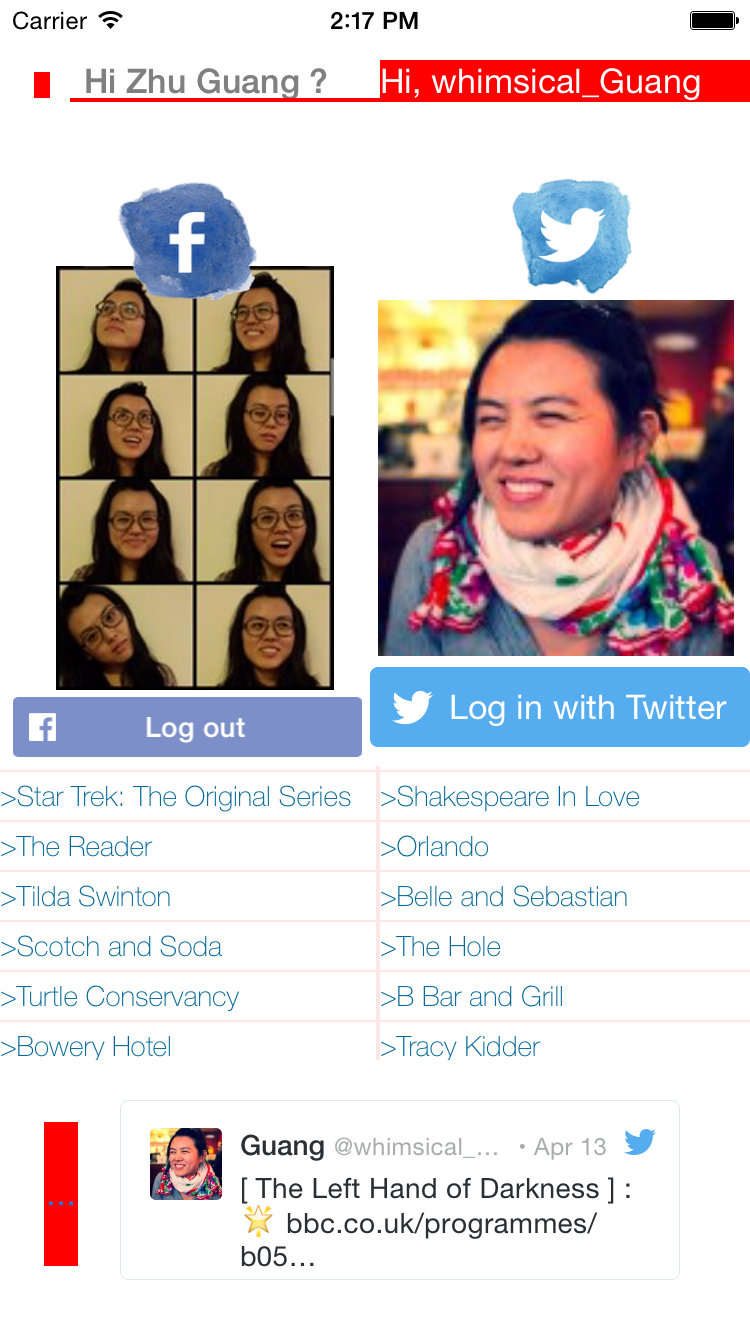 Carrier 2:17 PM
Hi Zhu Guang ? Hi, whimsical_Guang
f
f Log out
Log in with Twitter
>Star Trek: The Original Series >Shakespeare In Love
>The Reader >Orlando
>Tilda Swinton >Belle and Sebastian
>Scotch and Soda >The Hole
>Turtle Conservancy >B Bar and Grill
>Bowery Hotel >Tracy Kidder
Guang @whimsical_... • Apr 13
[ The Left Hand of Darkness ] :
🌟 bbc.co.uk/programmes/
... b05...